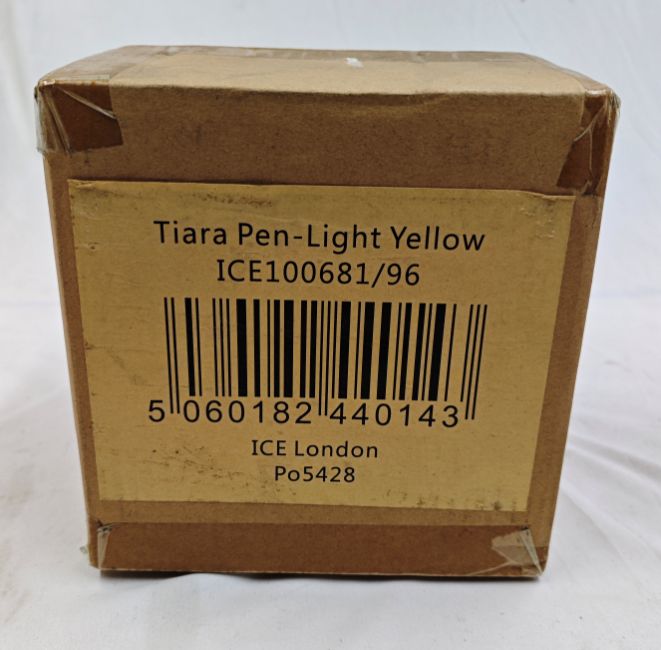 Tiara Pen-Light Yellow
ICE100681/96
5 060182 440143
ICE London
Po5428